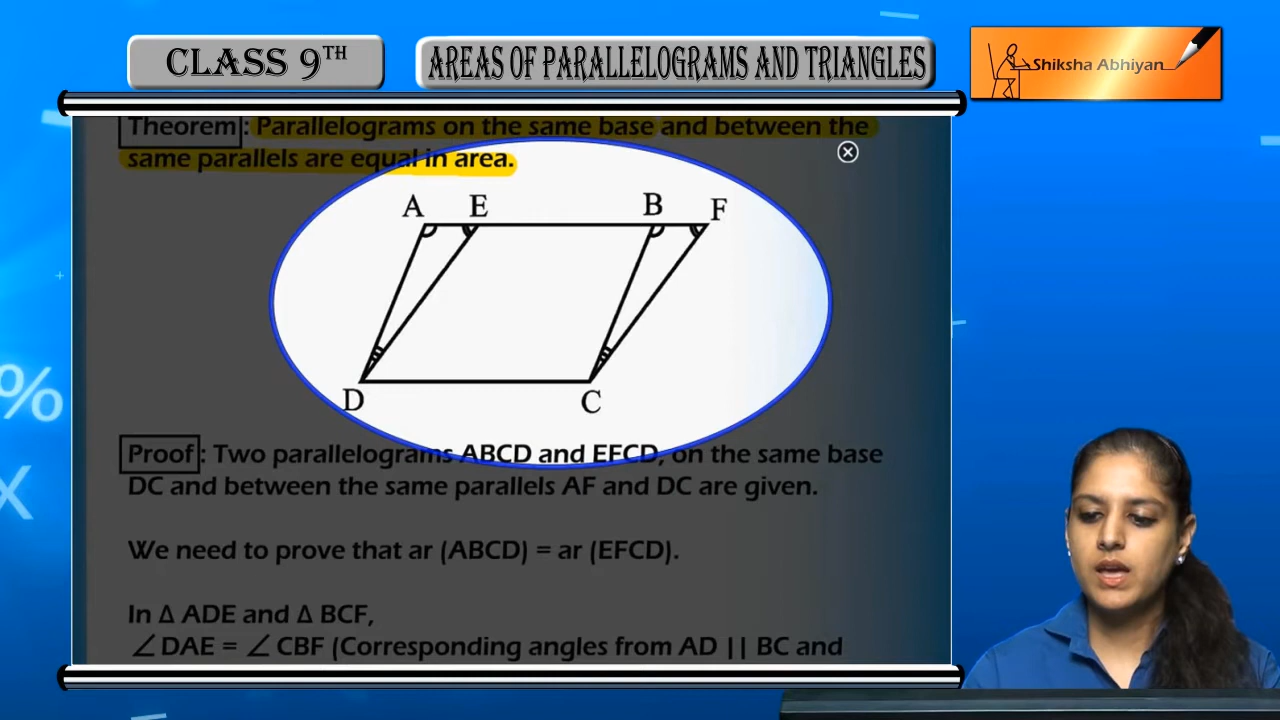 CLASS 9TH
AREAS OF PARALLELOGRAMS AND TRIANGLES
Shiksha Abhiyan
Theorem : Parallelograms on the same base and between the
same parallels are equal in area.
A E B F
D C
Proof : Two parallelograms ABCD and EFCD, on the same base
DC and between the same parallels AF and DC are given.
We need to prove that ar (ABCD) = ar (EFCD).
In Δ ADE and Δ BCF,
∠DAE = ∠CBF (Corresponding angles from AD || BC and
%
X